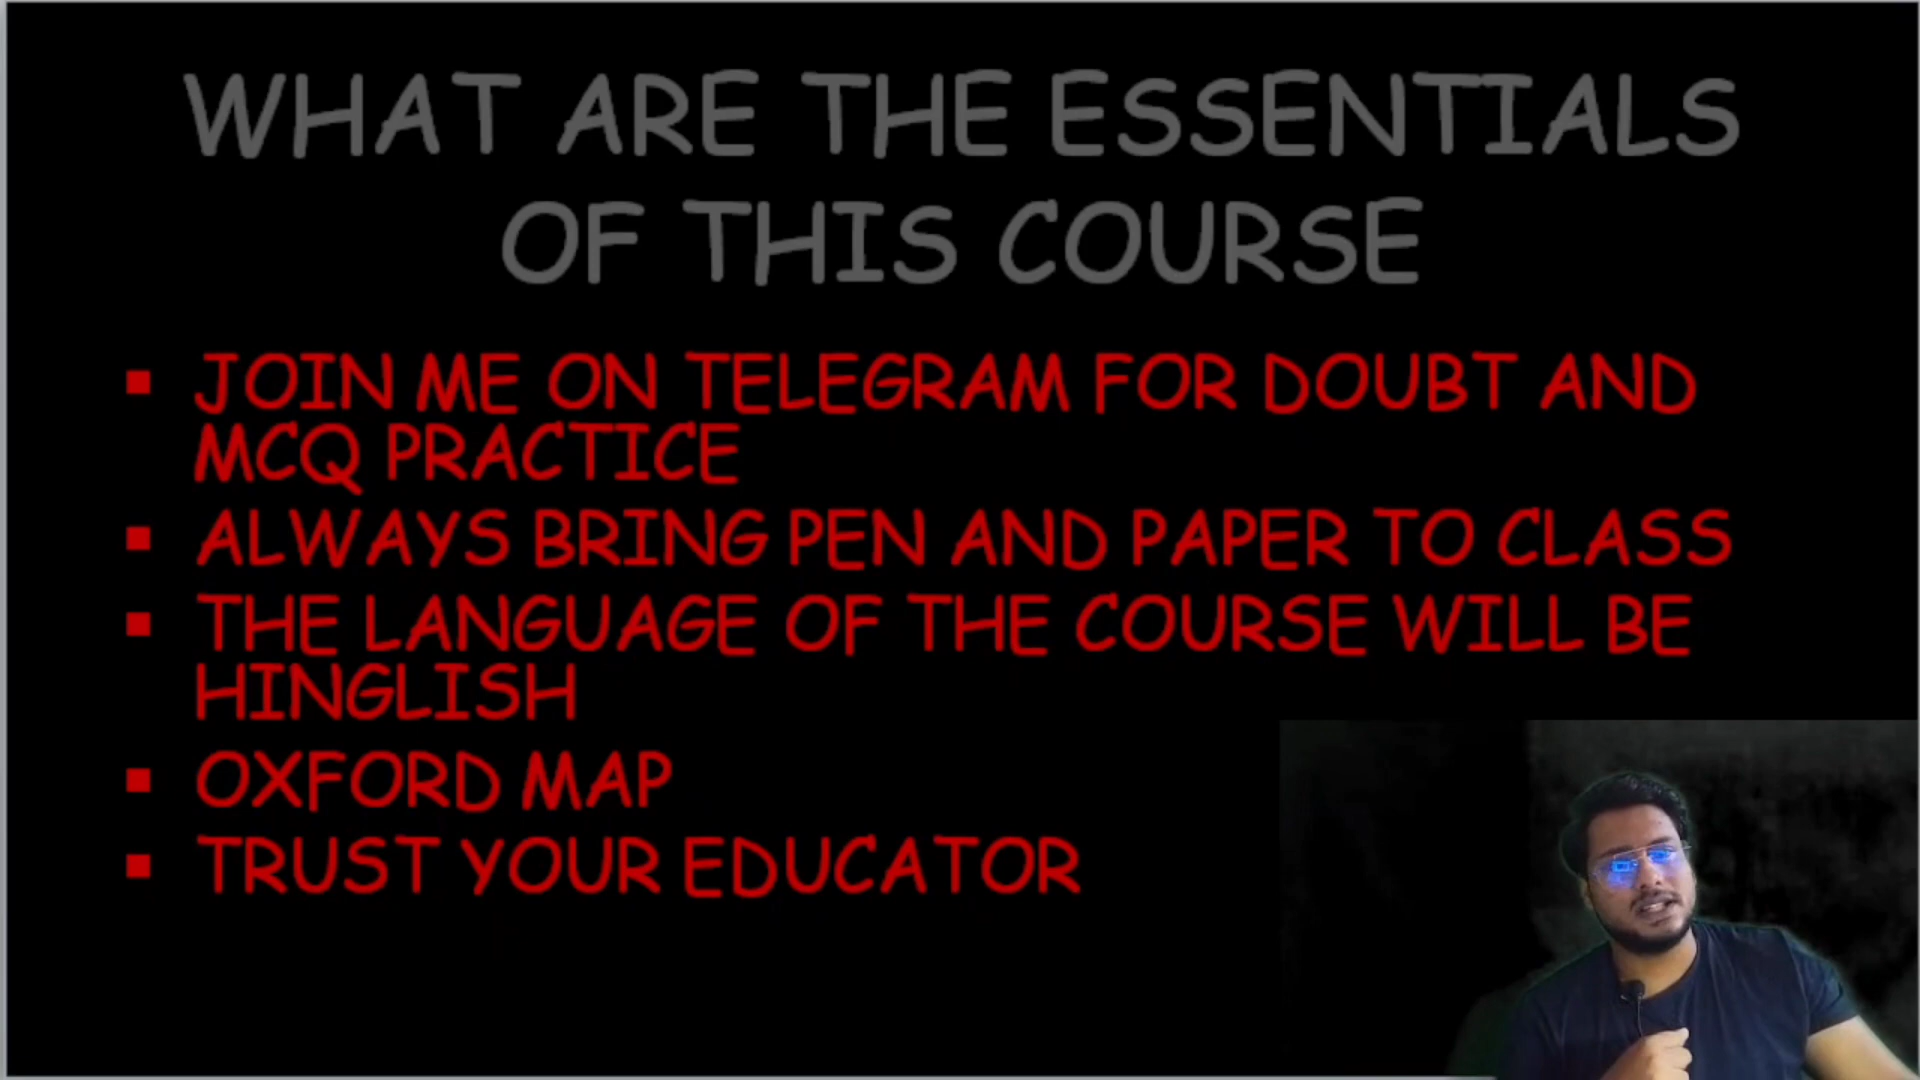 WHAT ARE THE ESSENTIALS
OF THIS COURSE
▪ JOIN ME ON TELEGRAM FOR DOUBT AND
MCQ PRACTICE
▪ ALWAYS BRING PEN AND PAPER TO CLASS
▪ THE LANGUAGE OF THE COURSE WILL BE
HINGLISH
▪ OXFORD MAP
▪ TRUST YOUR EDUCATOR